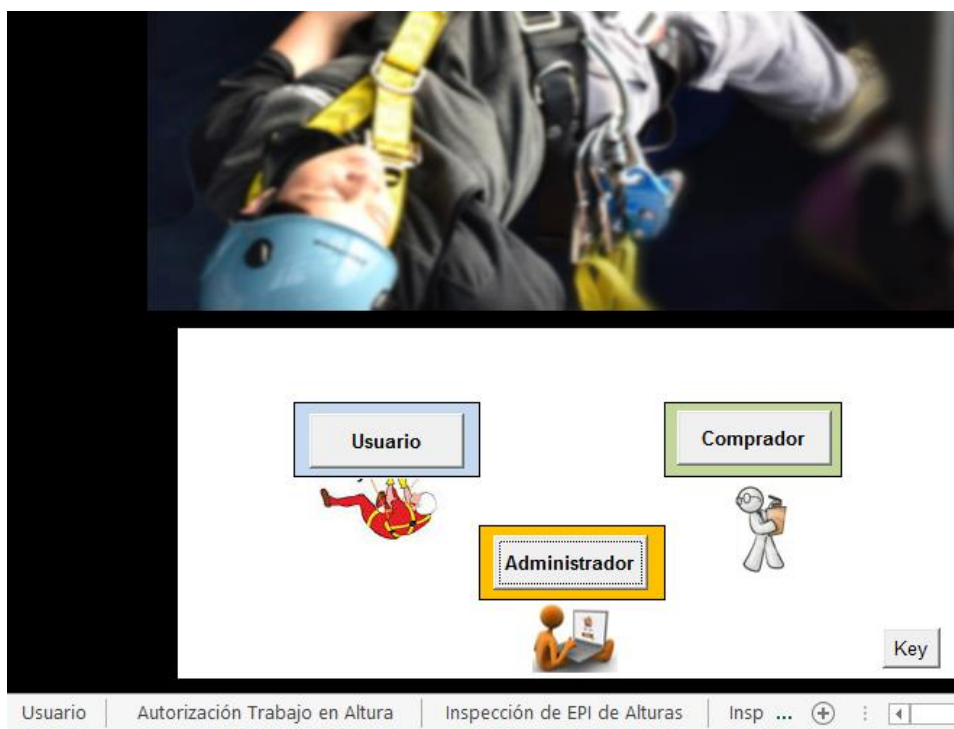 Usuario
Comprador
Administrador
Key
Usuario
Autorización Trabajo en Altura
Inspección de EPI de Alturas
Insp ...